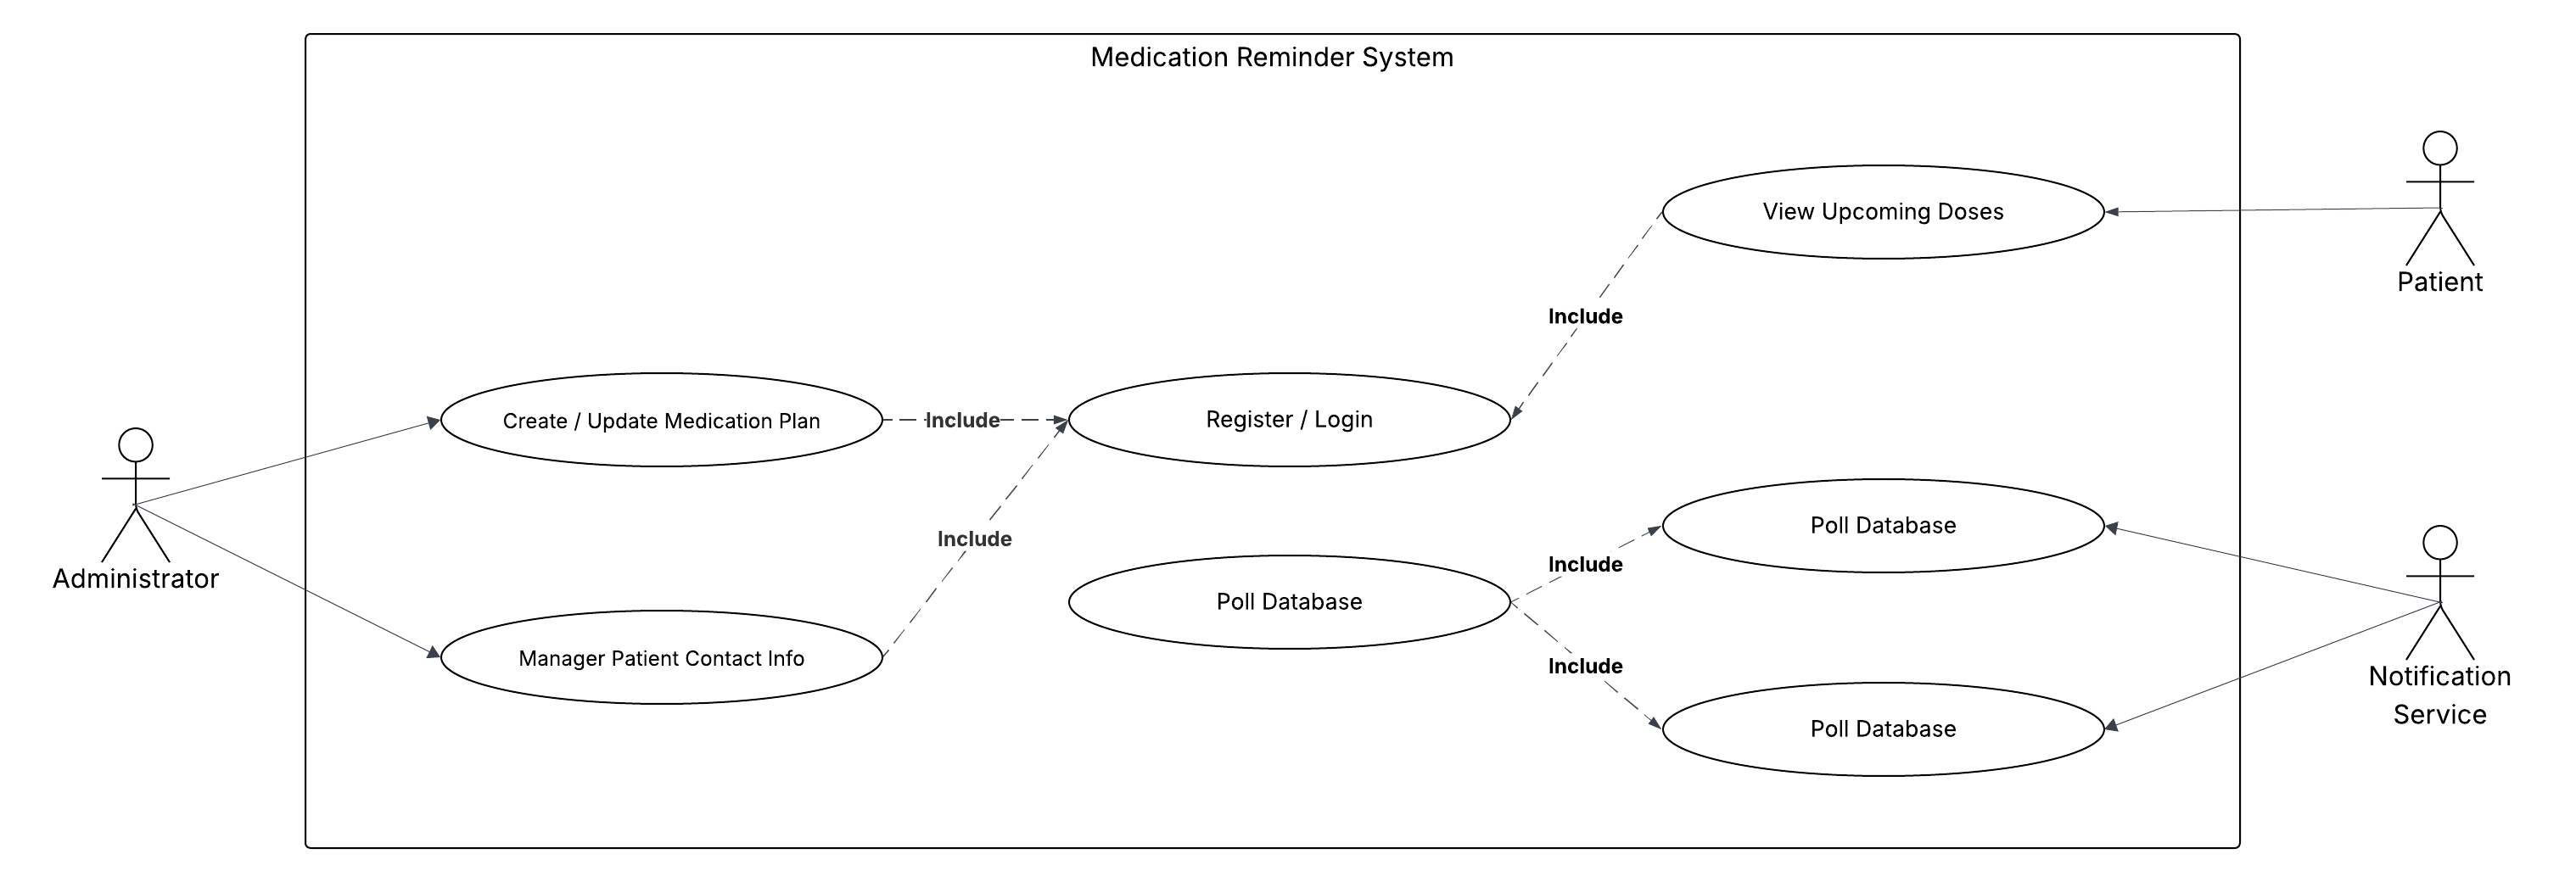 Medication Reminder System
View Upcoming Doses
Patient
Include
Create / Update Medication Plan
Include
Register / Login
Administrator
Include
Poll Database
Include
Poll Database
Manager Patient Contact Info
Include
Poll Database
Notification
Service